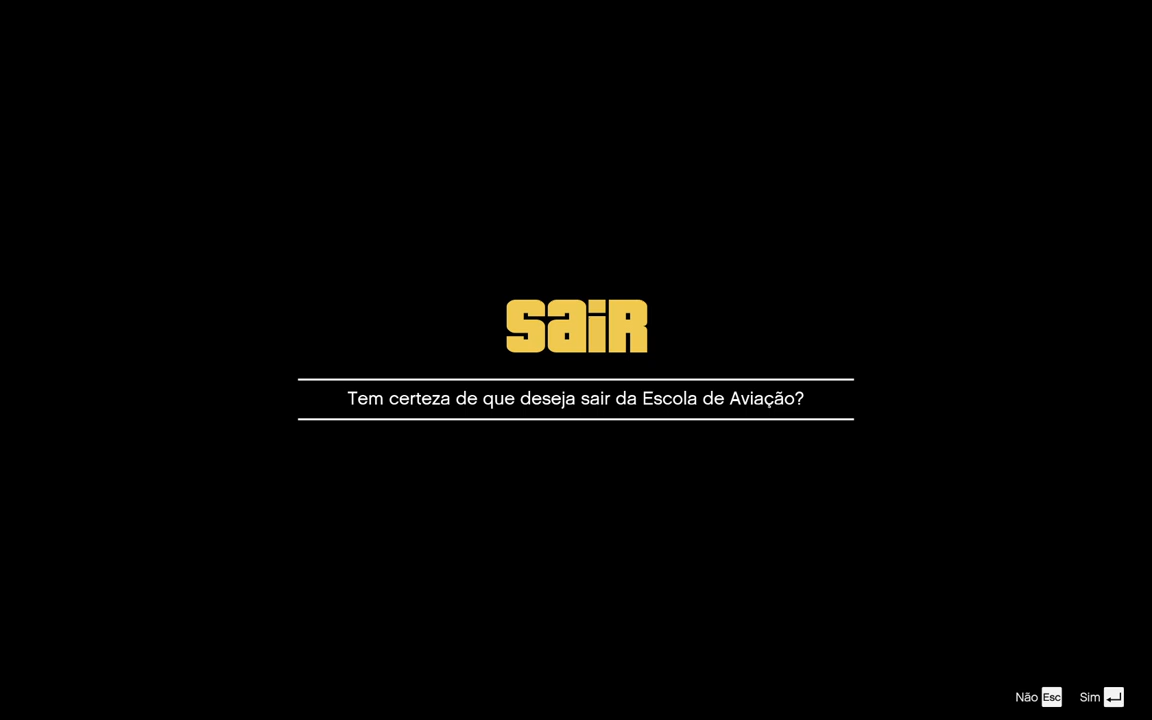 saiR
Tem certeza de que deseja sair da Escola de Aviação?
Não Esc Sim